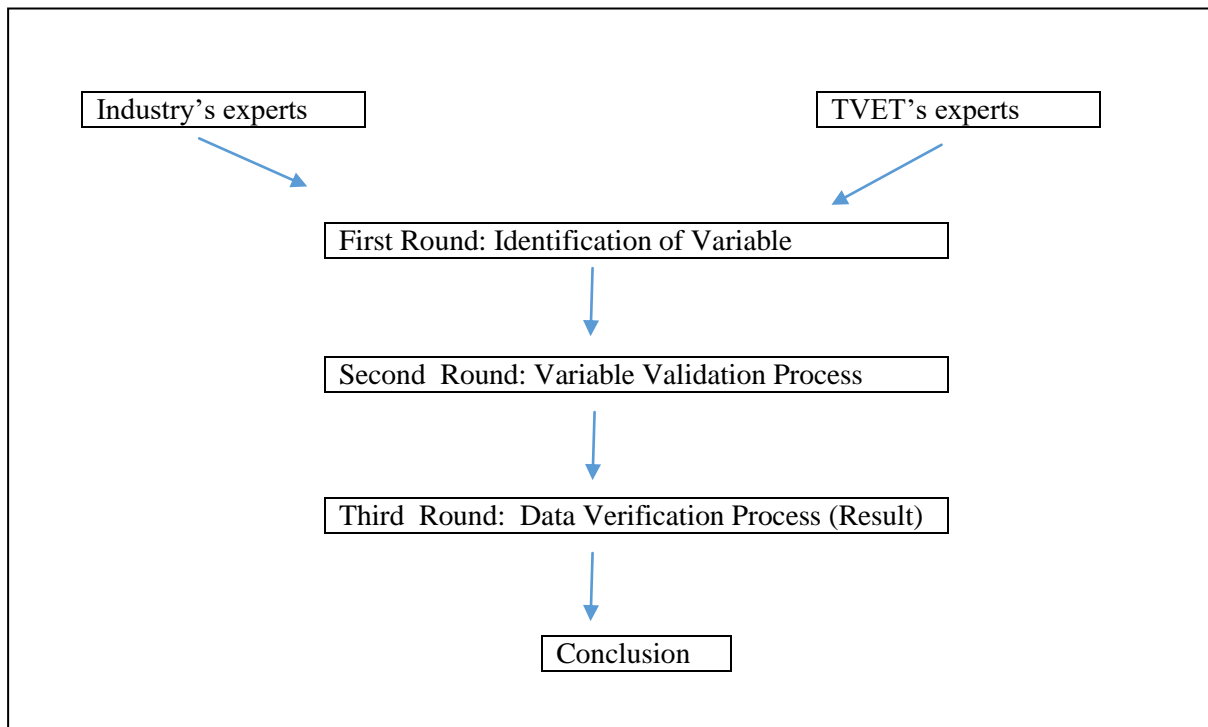 Industry’s experts
TVET’s experts
First Round: Identification of Variable
Second Round: Variable Validation Process
Third Round: Data Verification Process (Result)
Conclusion